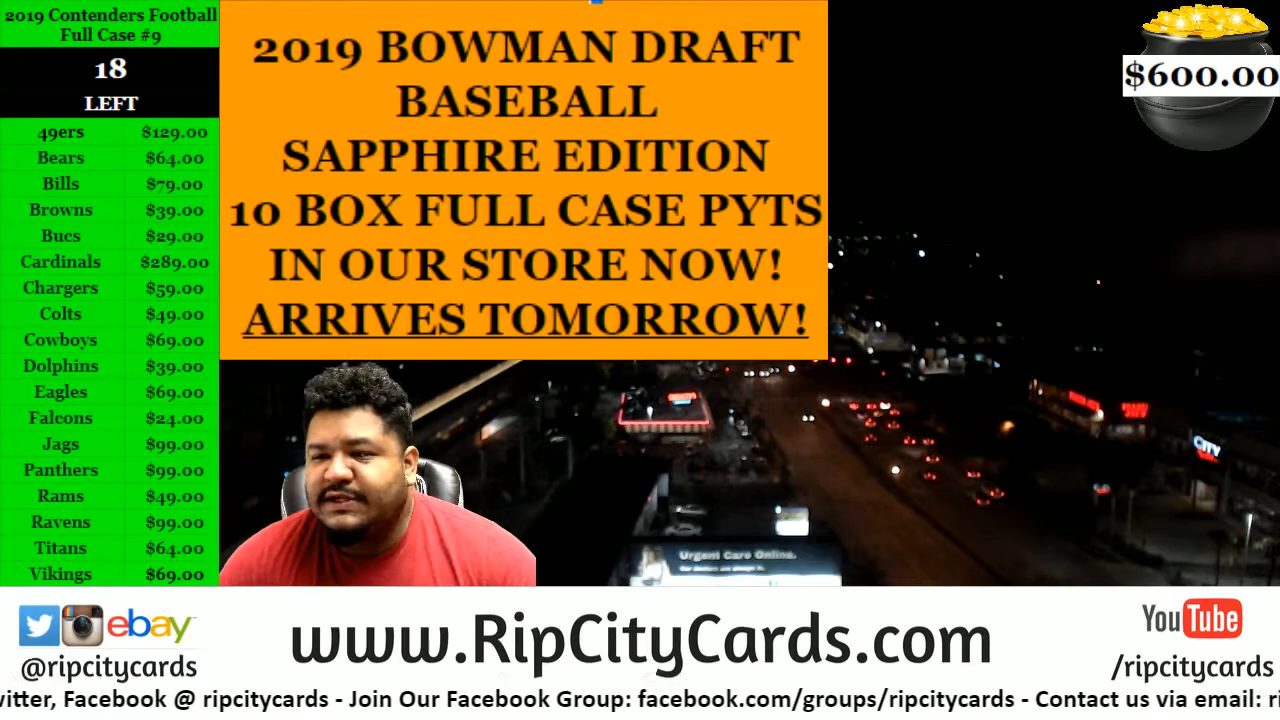 2019 Contenders Football
Full Case #9
18
LEFT
49ers $129.00
Bears $64.00
Bills $79.00
Browns $39.00
Bucs $29.00
Cardinals $289.00
Chargers $59.00
Colts $49.00
Cowboys $69.00
Dolphins $39.00
Eagles $69.00
Falcons $24.00
Jags $99.00
Panthers $99.00
Rams $49.00
Ravens $99.00
Titans $64.00
Vikings $69.00
2019 BOWMAN DRAFT
BASEBALL
SAPPHIRE EDITION
10 BOX FULL CASE PYTS
IN OUR STORE NOW!
ARRIVES TOMORROW!
$600.00
CITY
Urgent Care Online.
Our doctors are always in.
ebay
@ripcitycards
www.RipCityCards.com
YouTube
/ripcitycards
witter, Facebook @ ripcitycards - Join Our Facebook Group: facebook.com/groups/ripcitycards - Contact us via email: ri